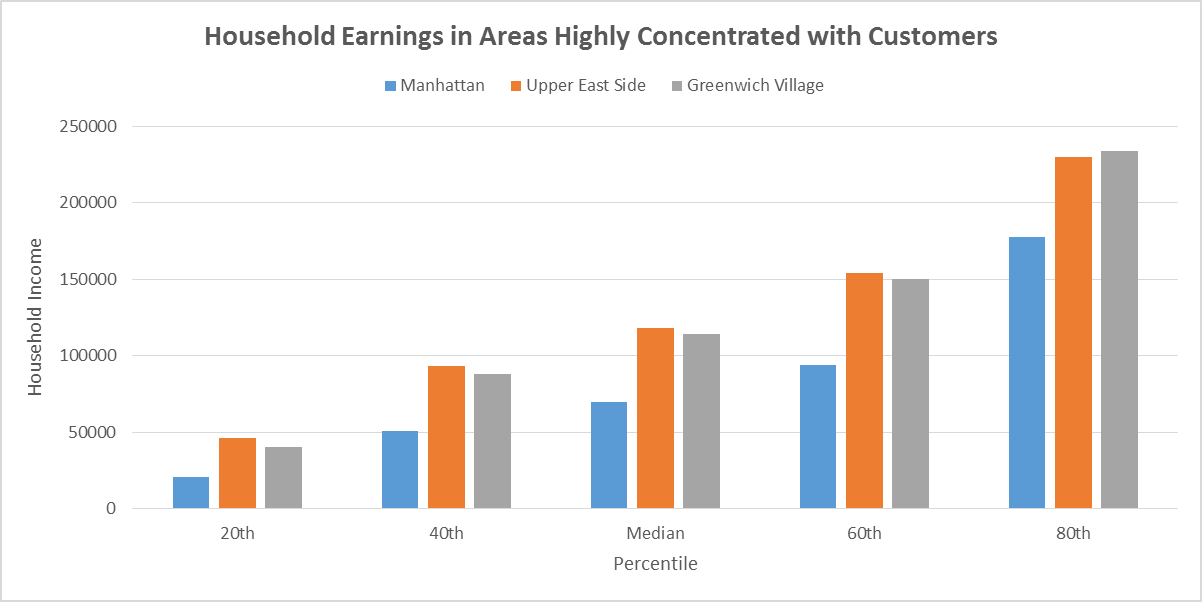 Household Earnings in Areas Highly Concentrated with Customers
Manhattan Upper East Side Greenwich Village
250000
200000
150000
100000
50000
0
Household Income
20th 40th Median 60th 80th
Percentile